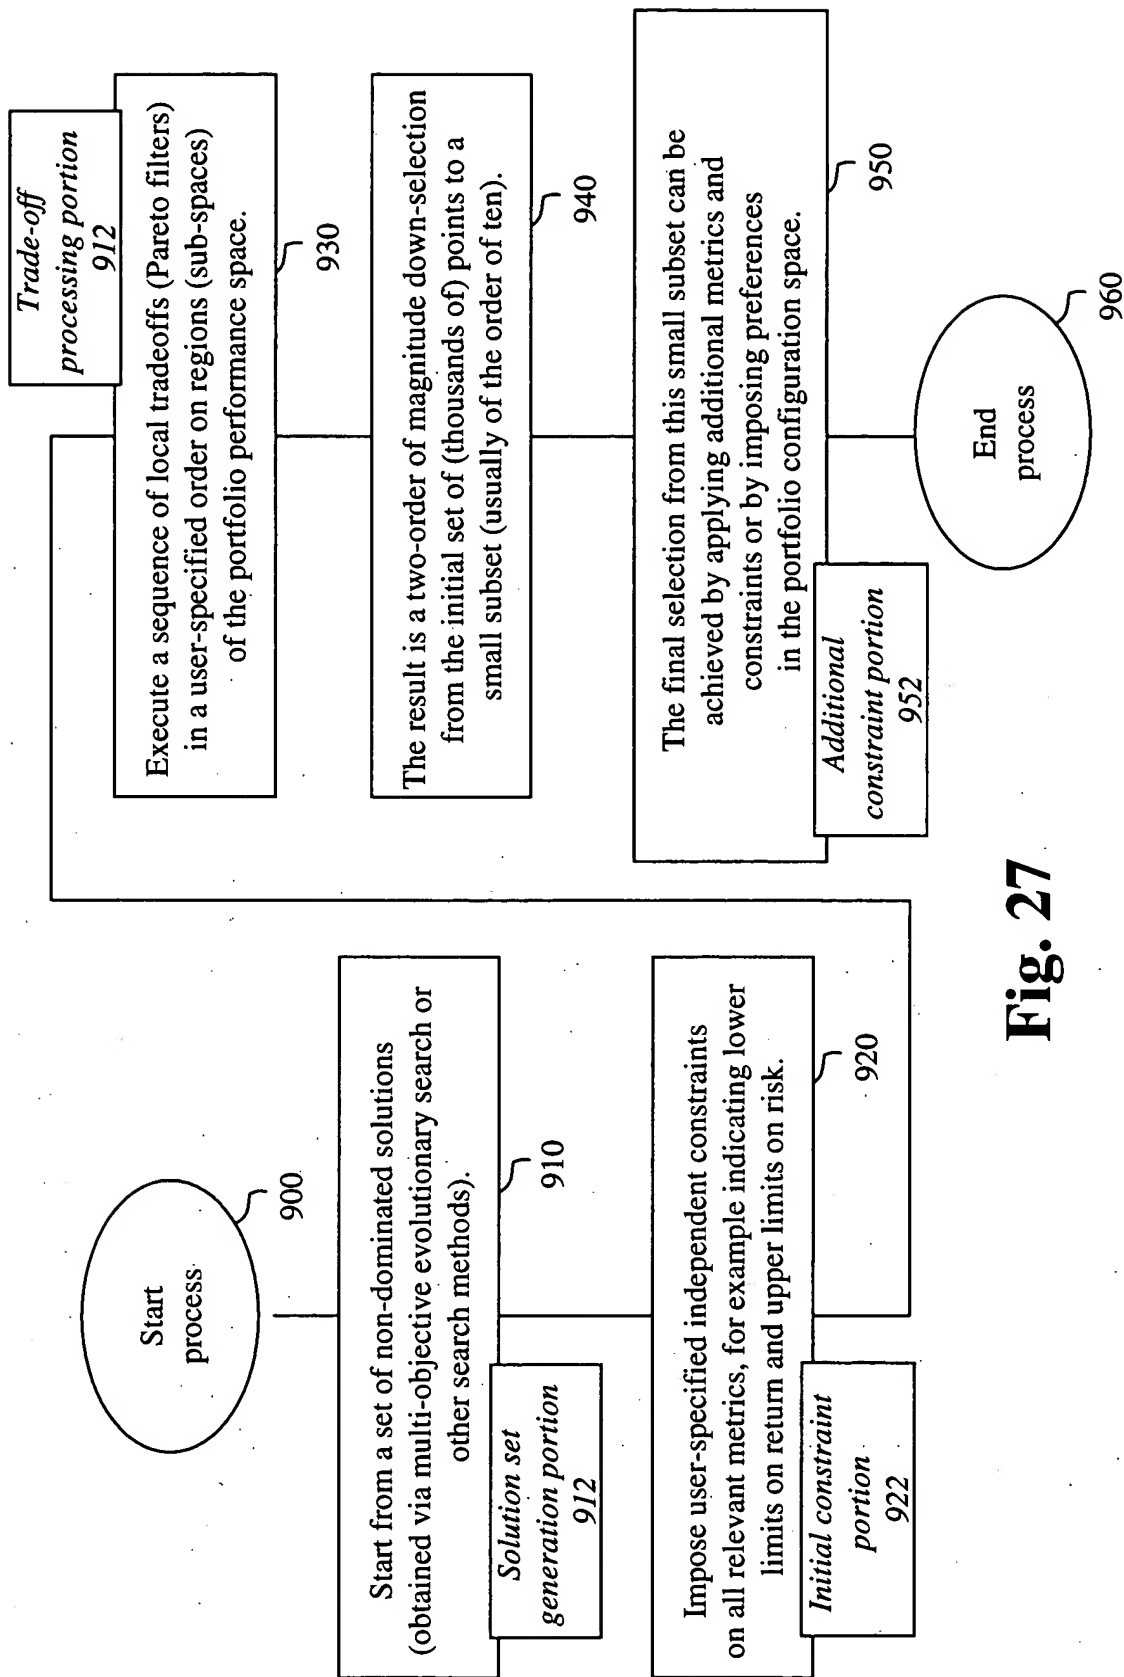 Start
process
900
Start from a set of non-dominated solutions
(obtained via multi-objective evolutionary search or
other search methods).
910
Solution set
generation portion
912
Impose user-specified independent constraints
on all relevant metrics, for example indicating lower
limits on return and upper limits on risk.
920
Initial constraint
portion
922
Trade-off
processing portion
912
Execute a sequence of local tradeoffs (Pareto filters)
in a user-specified order on regions (sub-spaces)
of the portfolio performance space.
930
The result is a two-order of magnitude down-selection
from the initial set of (thousands of) points to a
small subset (usually of the order of ten).
940
The final selection from this small subset can be
achieved by applying additional metrics and
constraints or by imposing preferences
in the portfolio configuration space.
950
Additional
constraint portion
952
End
process
960
Fig. 27